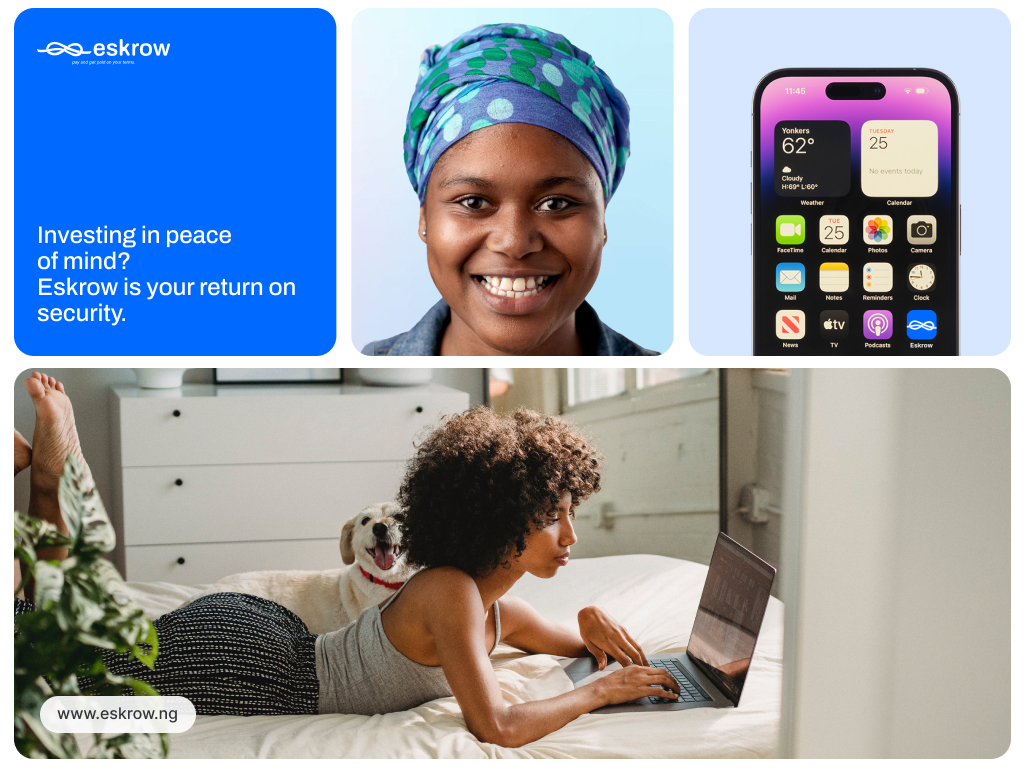 eskrow
pay and get paid on your terms.
Investing in peace
of mind?
Eskrow is your return on
security.
11:45
Yonkers
62°
Cloudy
H:69° L:60°
Weather
TUESDAY
25
No events today
Calendar
FaceTime
TUE
25
Calendar
Photos
Camera
Mail
Notes
Reminders
Clock
News
tv
TV
Podcasts
Eskrow
www.eskrow.ng